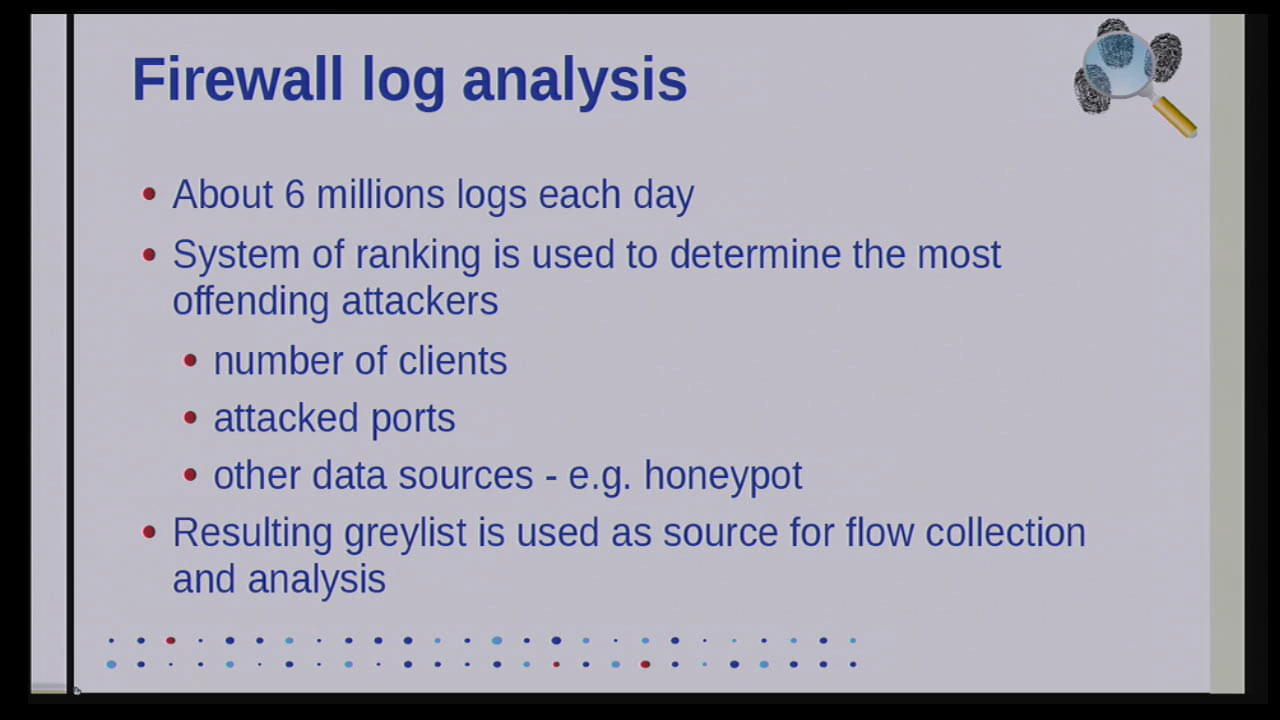 Firewall log analysis
About 6 millions logs each day
System of ranking is used to determine the most
offending attackers
number of clients
attacked ports
other data sources - e.g. honeypot
Resulting greylist is used as source for flow collection
and analysis